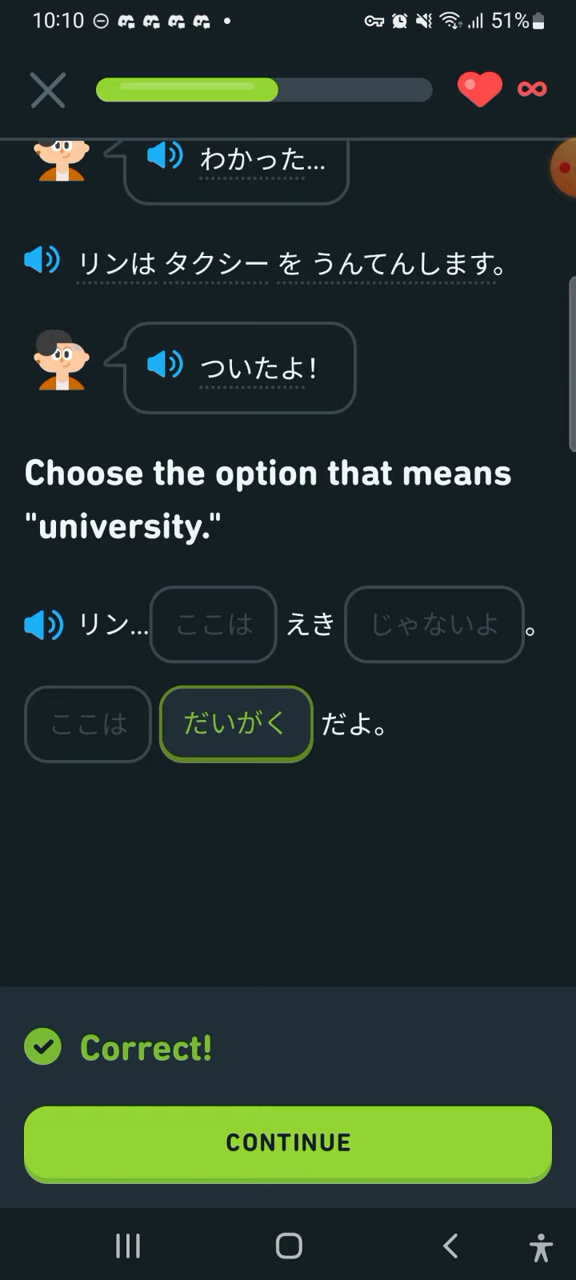 10:10 51%
わかった...
リンは タクシー を うんてんします。
ついたよ!
Choose the option that means
"university."
リン... ここは えき じゃないよ 。
ここは だいがく だよ。
Correct!
CONTINUE